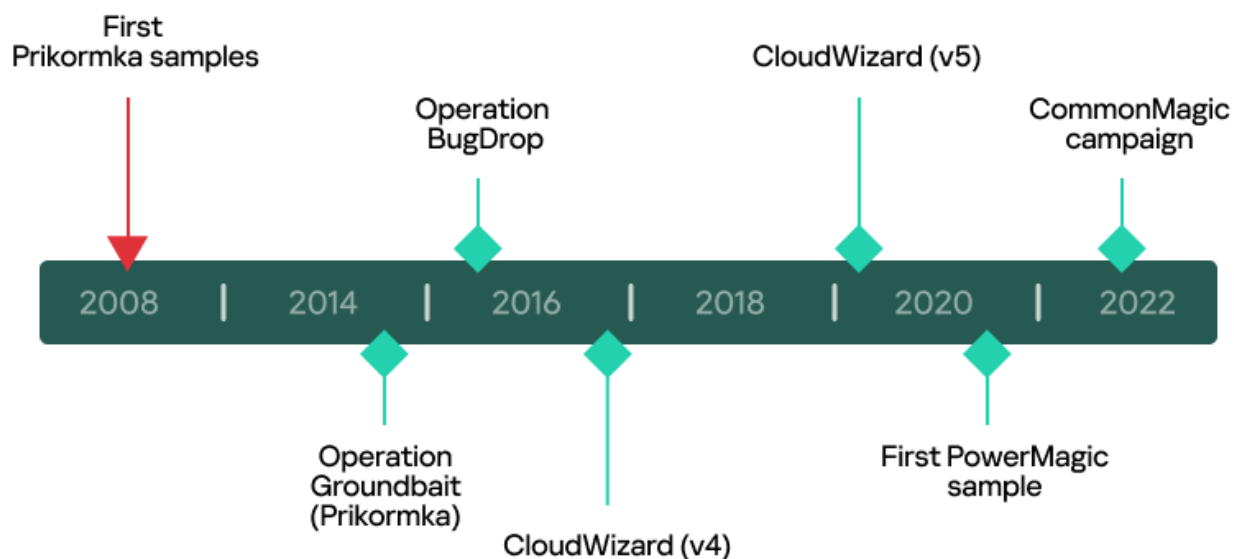 First
Prikormka samples
Operation
BugDrop
CloudWizard (v5)
CommonMagic
campaign
2008 | 2014 | 2016 | 2018 | 2020 | 2022
Operation
Groundbait
(Prikormka)
CloudWizard (v4)
First PowerMagic
sample